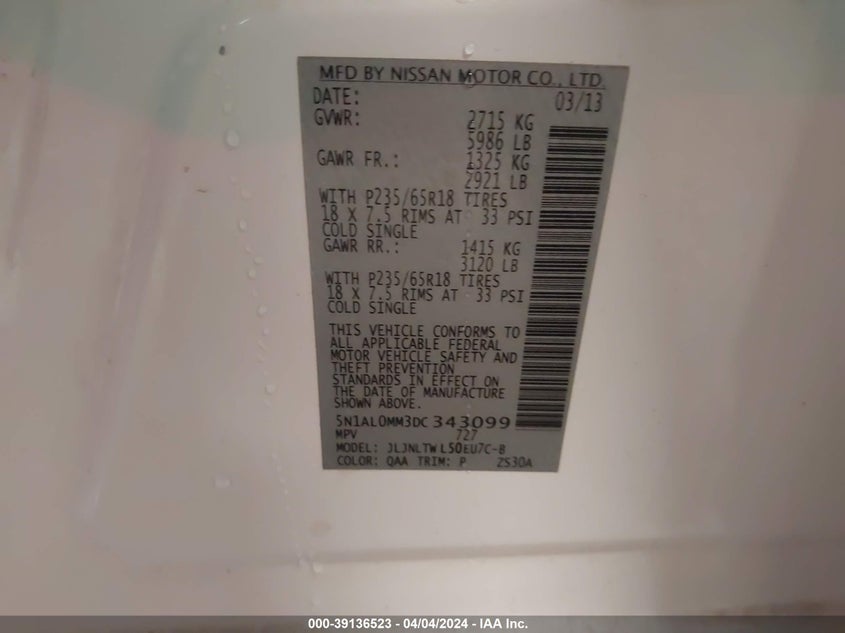 MFD BY NISSAN MOTOR CO., LTD.
DATE: 03/13
GVWR: 2715 KG
5986 LB
GAWR FR.: 1325 KG
2921 LB
WITH P235/65R18 TIRES
18 X 7.5 RIMS AT 33 PSI
COLD SINGLE
GAWR RR.: 1415 KG
3120 LB
WITH P235/65R18 TIRES
18 X 7.5 RIMS AT 33 PSI
COLD SINGLE
THIS VEHICLE CONFORMS TO
ALL APPLICABLE FEDERAL
MOTOR VEHICLE SAFETY AND
THEFT PREVENTION
STANDARDS IN EFFECT ON
THE DATE OF MANUFACTURE
SHOWN ABOVE.
5N1AL0MM3DC 343099
MPV 727
MODEL: JLJNLTW L50EU7C-B
COLOR: QAA TRIM: P ZS30A
000-39136523 - 04/04/2024 - IAA Inc.